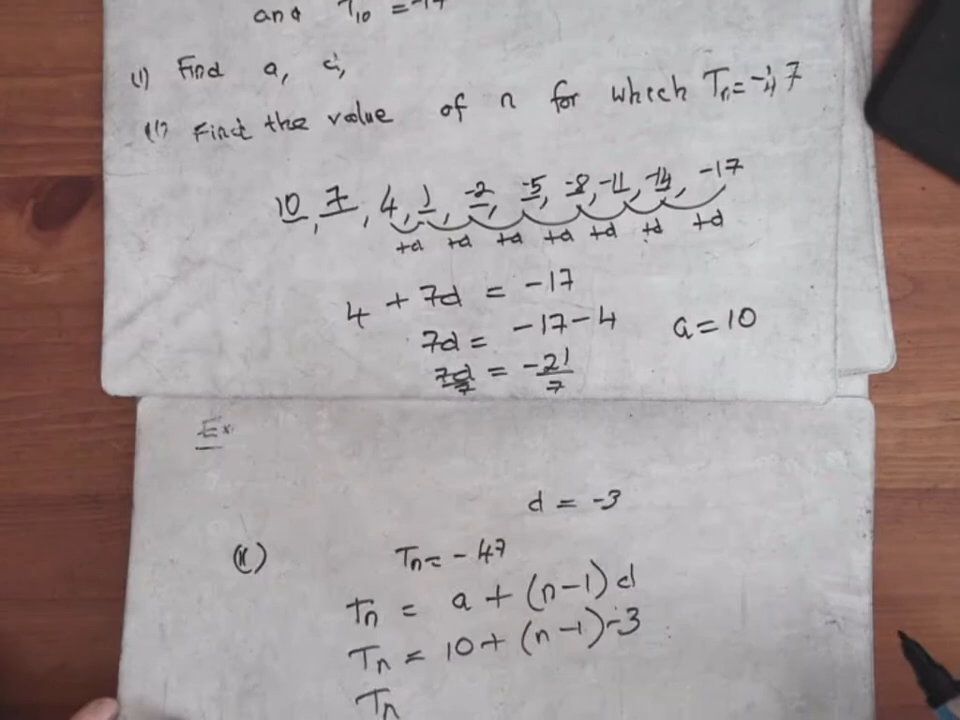 and T10 = -17
(i) Find a, d,
(ii) Find the value of n for which Tn = -47
10, 7, 4, 1, -2, -5, -8, -11, -14, -17
+d +d +d +d +d +d +d
4 + 7d = -17
7d = -17-4 a = 10
7d/7 = -21/7
Ex.
d = -3
(ii) Tn = -47
Tn = a + (n-1)d
Tn = 10 + (n-1)-3
Tn